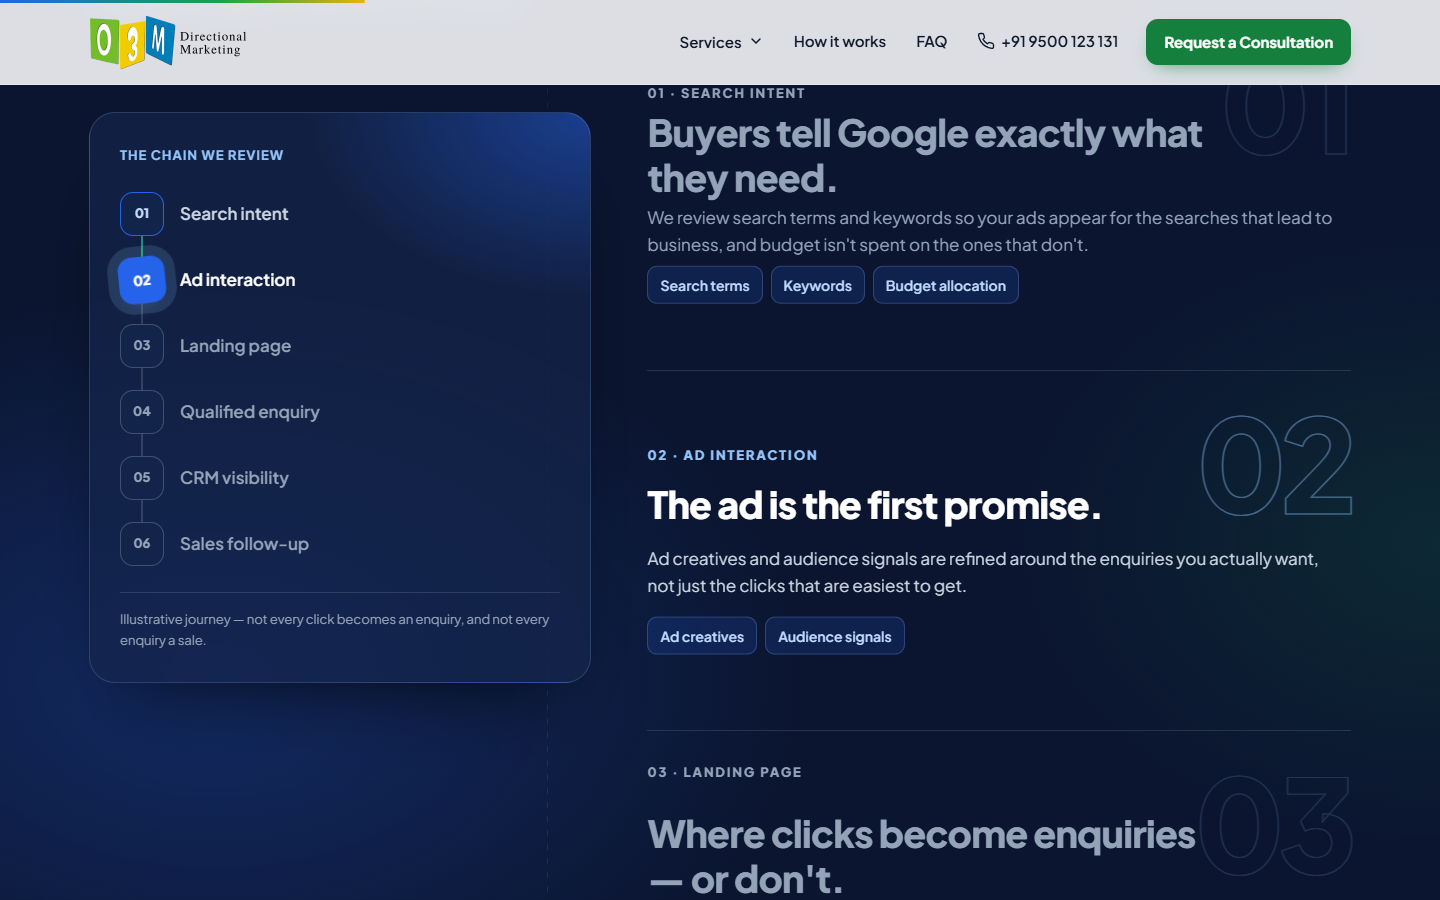 03M Directional Marketing
Services
How it works
FAQ
+91 9500 123 131
Request a Consultation
THE CHAIN WE REVIEW
01 Search intent
02 Ad interaction
03 Landing page
04 Qualified enquiry
05 CRM visibility
06 Sales follow-up
Illustrative journey — not every click becomes an enquiry, and not every
enquiry a sale.
01 · SEARCH INTENT
01
Buyers tell Google exactly what
they need.
We review search terms and keywords so your ads appear for the searches that lead to
business, and budget isn't spent on the ones that don't.
Search terms
Keywords
Budget allocation
02
02 · AD INTERACTION
The ad is the first promise.
Ad creatives and audience signals are refined around the enquiries you actually want,
not just the clicks that are easiest to get.
Ad creatives
Audience signals
03 · LANDING PAGE
03
Where clicks become enquiries
— or don't.